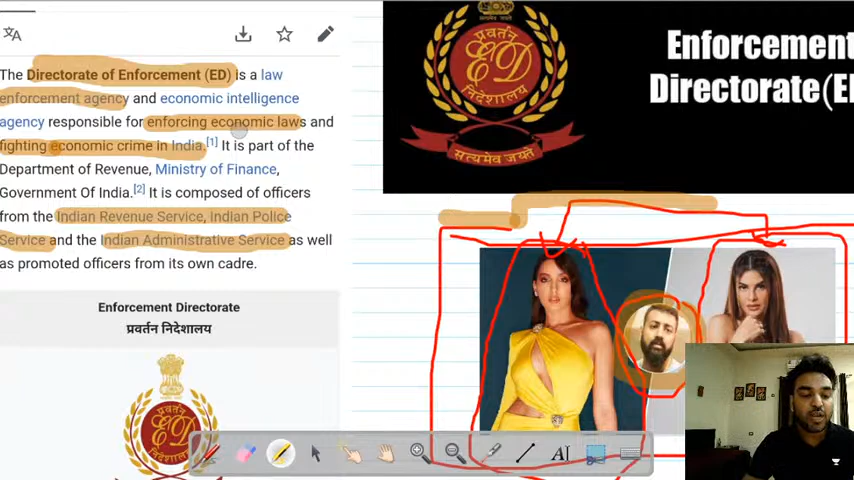 The Directorate of Enforcement (ED) is a law
enforcement agency and economic intelligence
agency responsible for enforcing economic laws and
fighting economic crime in India.[1] It is part of the
Department of Revenue, Ministry of Finance,
Government Of India.[2] It is composed of officers
from the Indian Revenue Service, Indian Police
Service and the Indian Administrative Service as well
as promoted officers from its own cadre.
Enforcement Directorate
प्रवर्तन निदेशालय
प्रवर्तन
ED
निदेशालय
सत्यमेव जयते
Enforcement
Directorate(E
प्रवर्तन
ED
A